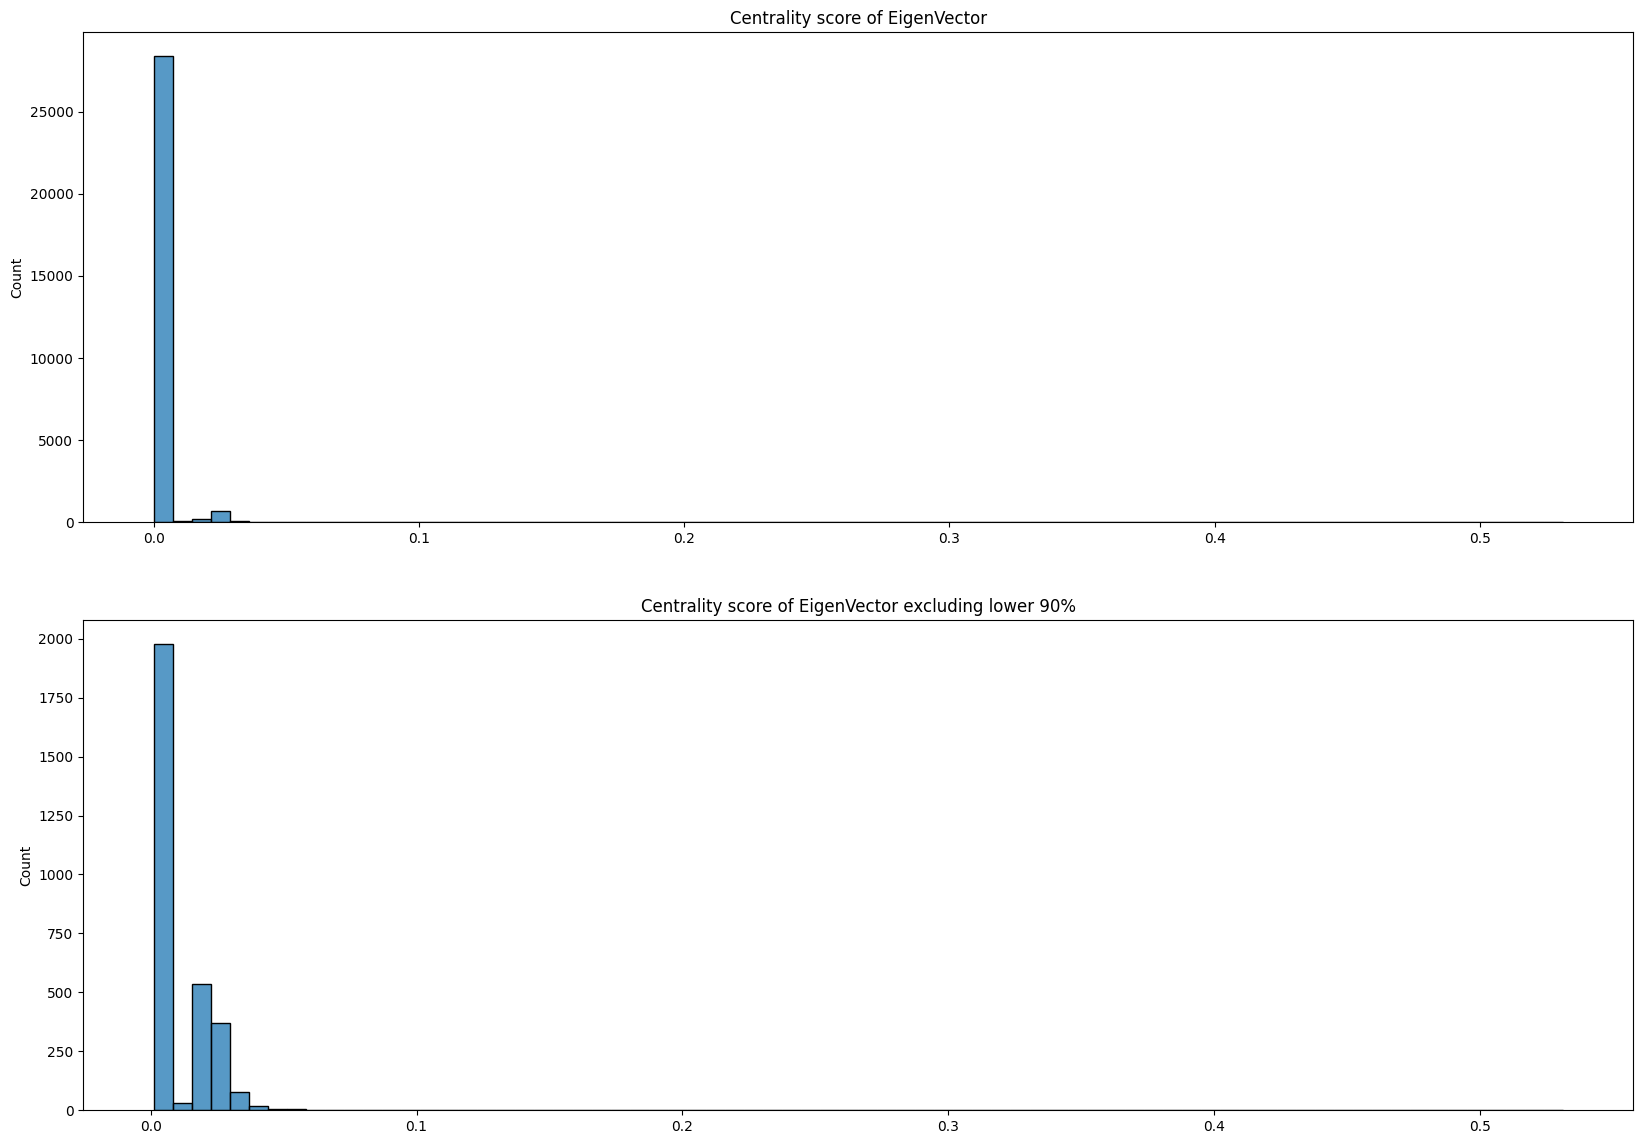 Centrality score of EigenVector
Count
25000
20000
15000
10000
5000
0
0.0 0.1 0.2 0.3 0.4 0.5
Centrality score of EigenVector excluding lower 90%
Count
2000
1750
1500
1250
1000
750
500
250
0
0.0 0.1 0.2 0.3 0.4 0.5